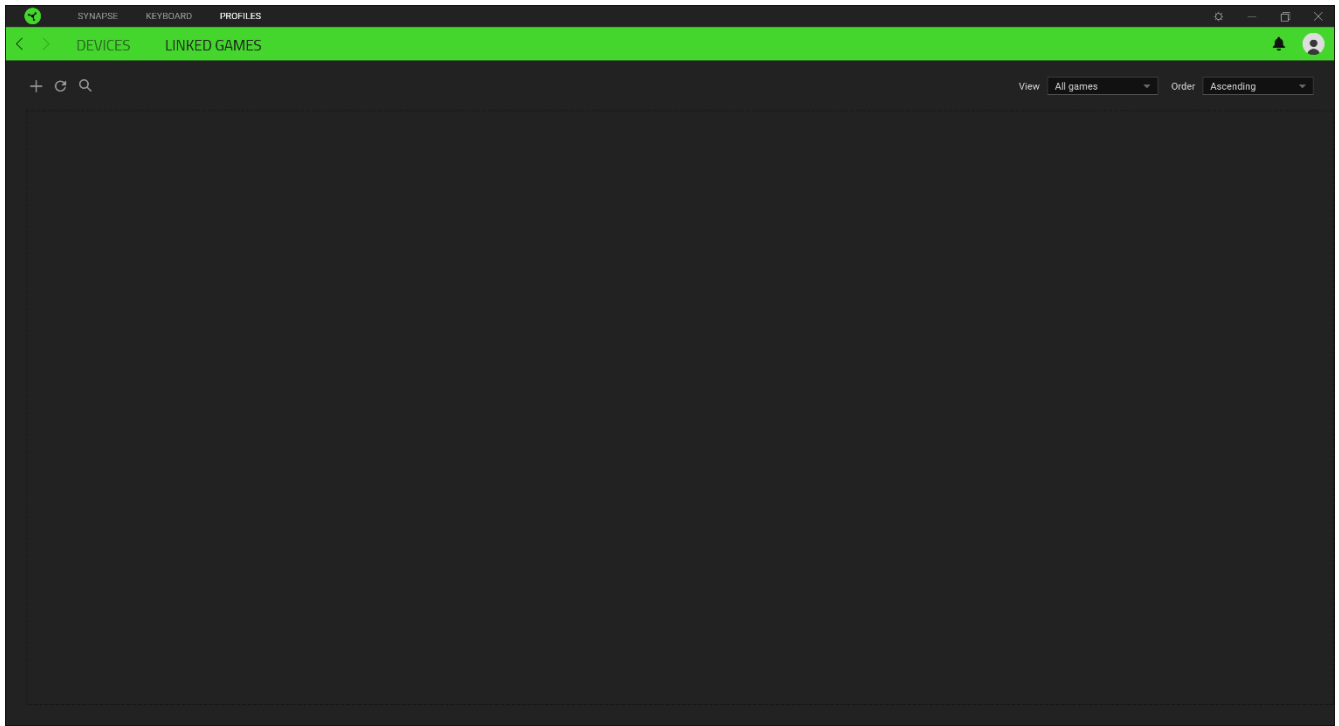 SYNAPSE KEYBOARD PROFILES
DEVICES LINKED GAMES
View All games Order Ascending